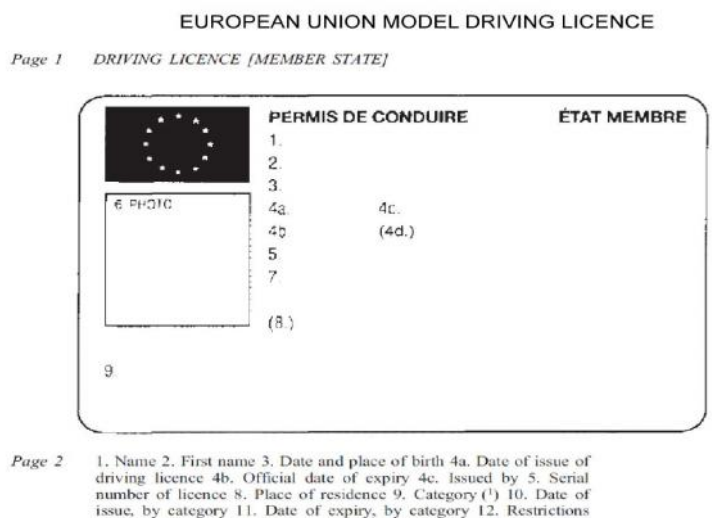 EUROPEAN UNION MODEL DRIVING LICENCE
Page 1 DRIVING LICENCE [MEMBER STATE]
PERMIS DE CONDUIRE ÉTAT MEMBRE
1.
2.
3.
6 PHOTO
4a. 4c.
4b (4d.)
5
7
(8.)
9
Page 2 1. Name 2. First name 3. Date and place of birth 4a. Date of issue of
driving licence 4b. Official date of expiry 4c. Issued by 5. Serial
number of licence 8. Place of residence 9. Category (¹) 10. Date of
issue, by category 11. Date of expiry, by category 12. Restrictions